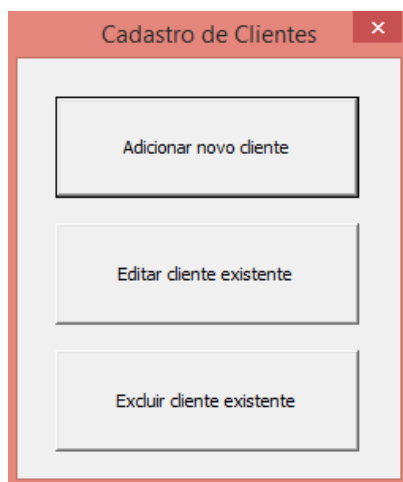 Cadastro de Clientes
Adicionar novo cliente
Editar cliente existente
Excluir cliente existente